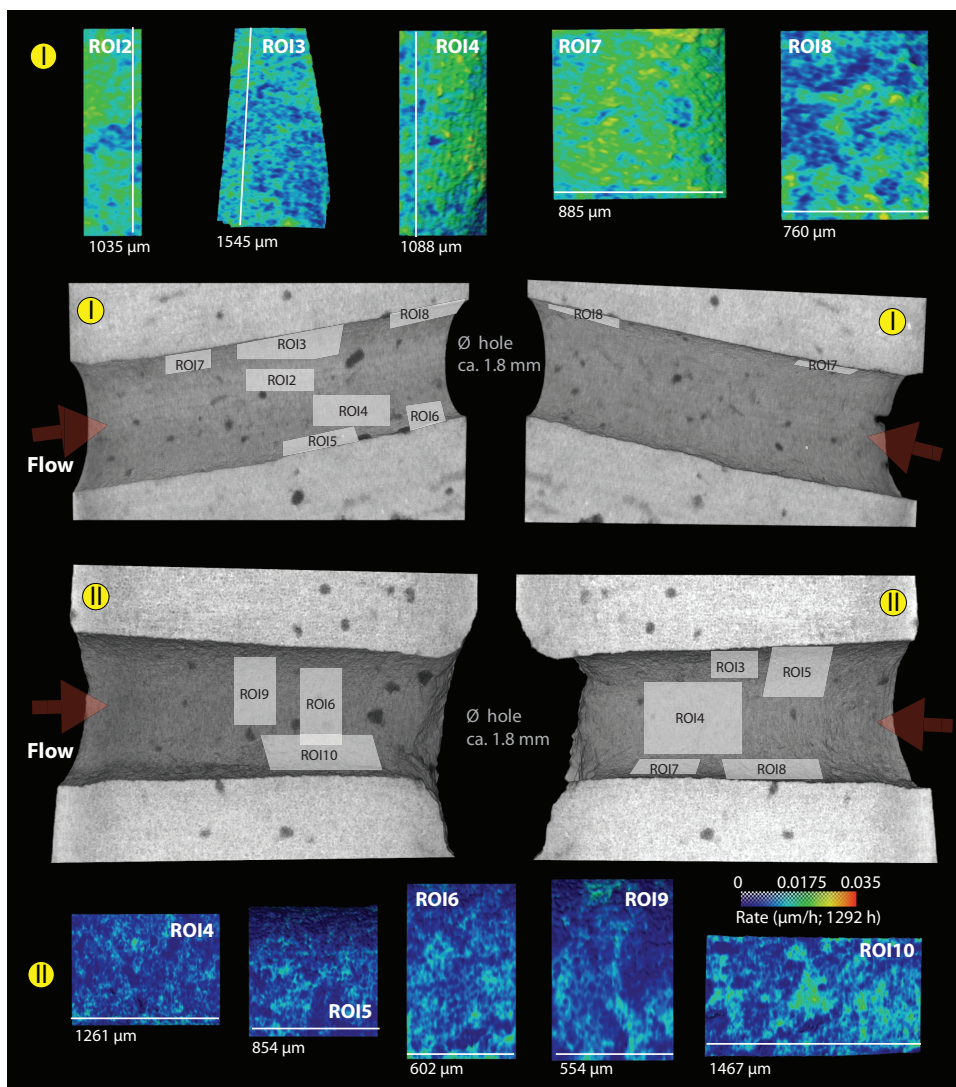 I
ROI2
ROI3
ROI4
ROI7
ROI8
1035 µm
1545 µm
1088 µm
885 µm
760 µm
I
ROI8
ROI3
ROI7
ROI2
ROI4
ROI6
ROI5
Flow
Ø hole
ca. 1.8 mm
I
ROI8
ROI7
II
ROI9
ROI6
ROI10
Flow
Ø hole
ca. 1.8 mm
II
ROI3
ROI5
ROI4
ROI7
ROI8
0 0.0175 0.035
Rate (µm/h; 1292 h)
II
ROI4
ROI5
ROI6
ROI9
ROI10
1261 µm
854 µm
602 µm
554 µm
1467 µm